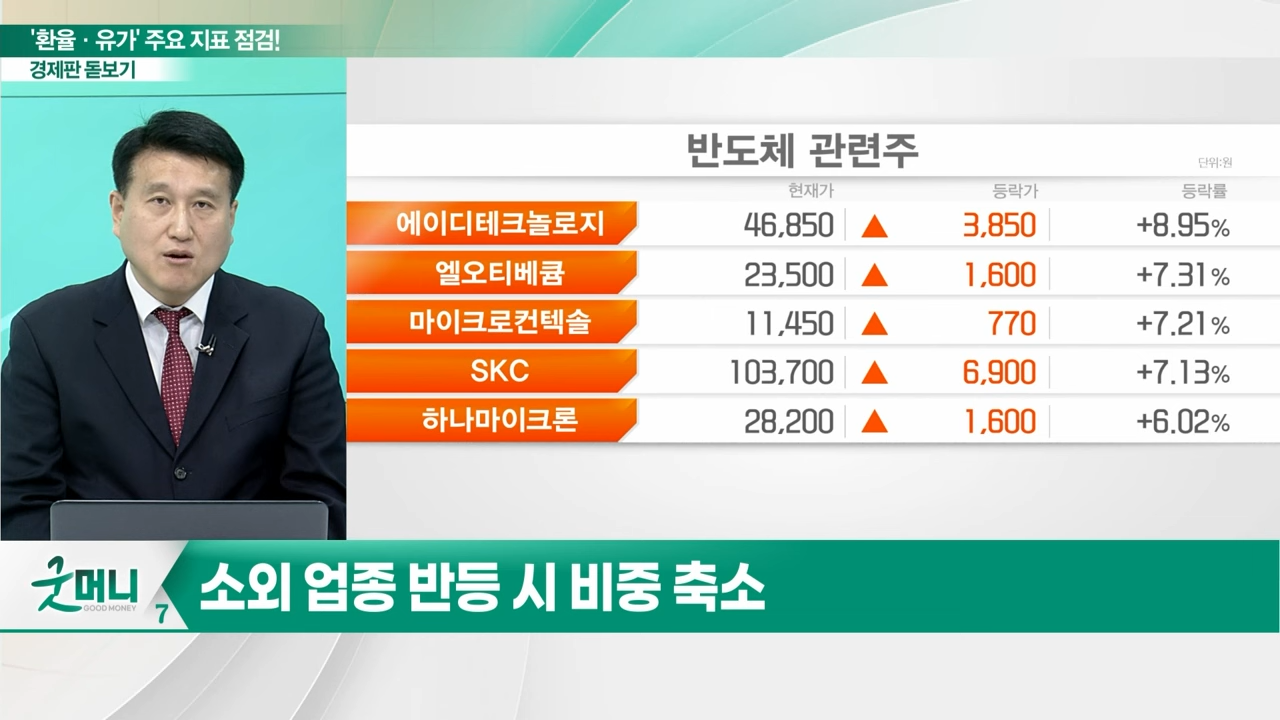 '환율 · 유가' 주요 지표 점검!
경제판 돋보기
반도체 관련주
단위:원
현재가 등락가 등락률
에이디테크놀로지 46,850 ▲ 3,850 +8.95%
엘오티베큠 23,500 ▲ 1,600 +7.31%
마이크로컨텍솔 11,450 ▲ 770 +7.21%
SKC 103,700 ▲ 6,900 +7.13%
하나마이크론 28,200 ▲ 1,600 +6.02%
굿머니
GOOD MONEY
7
소외 업종 반등 시 비중 축소